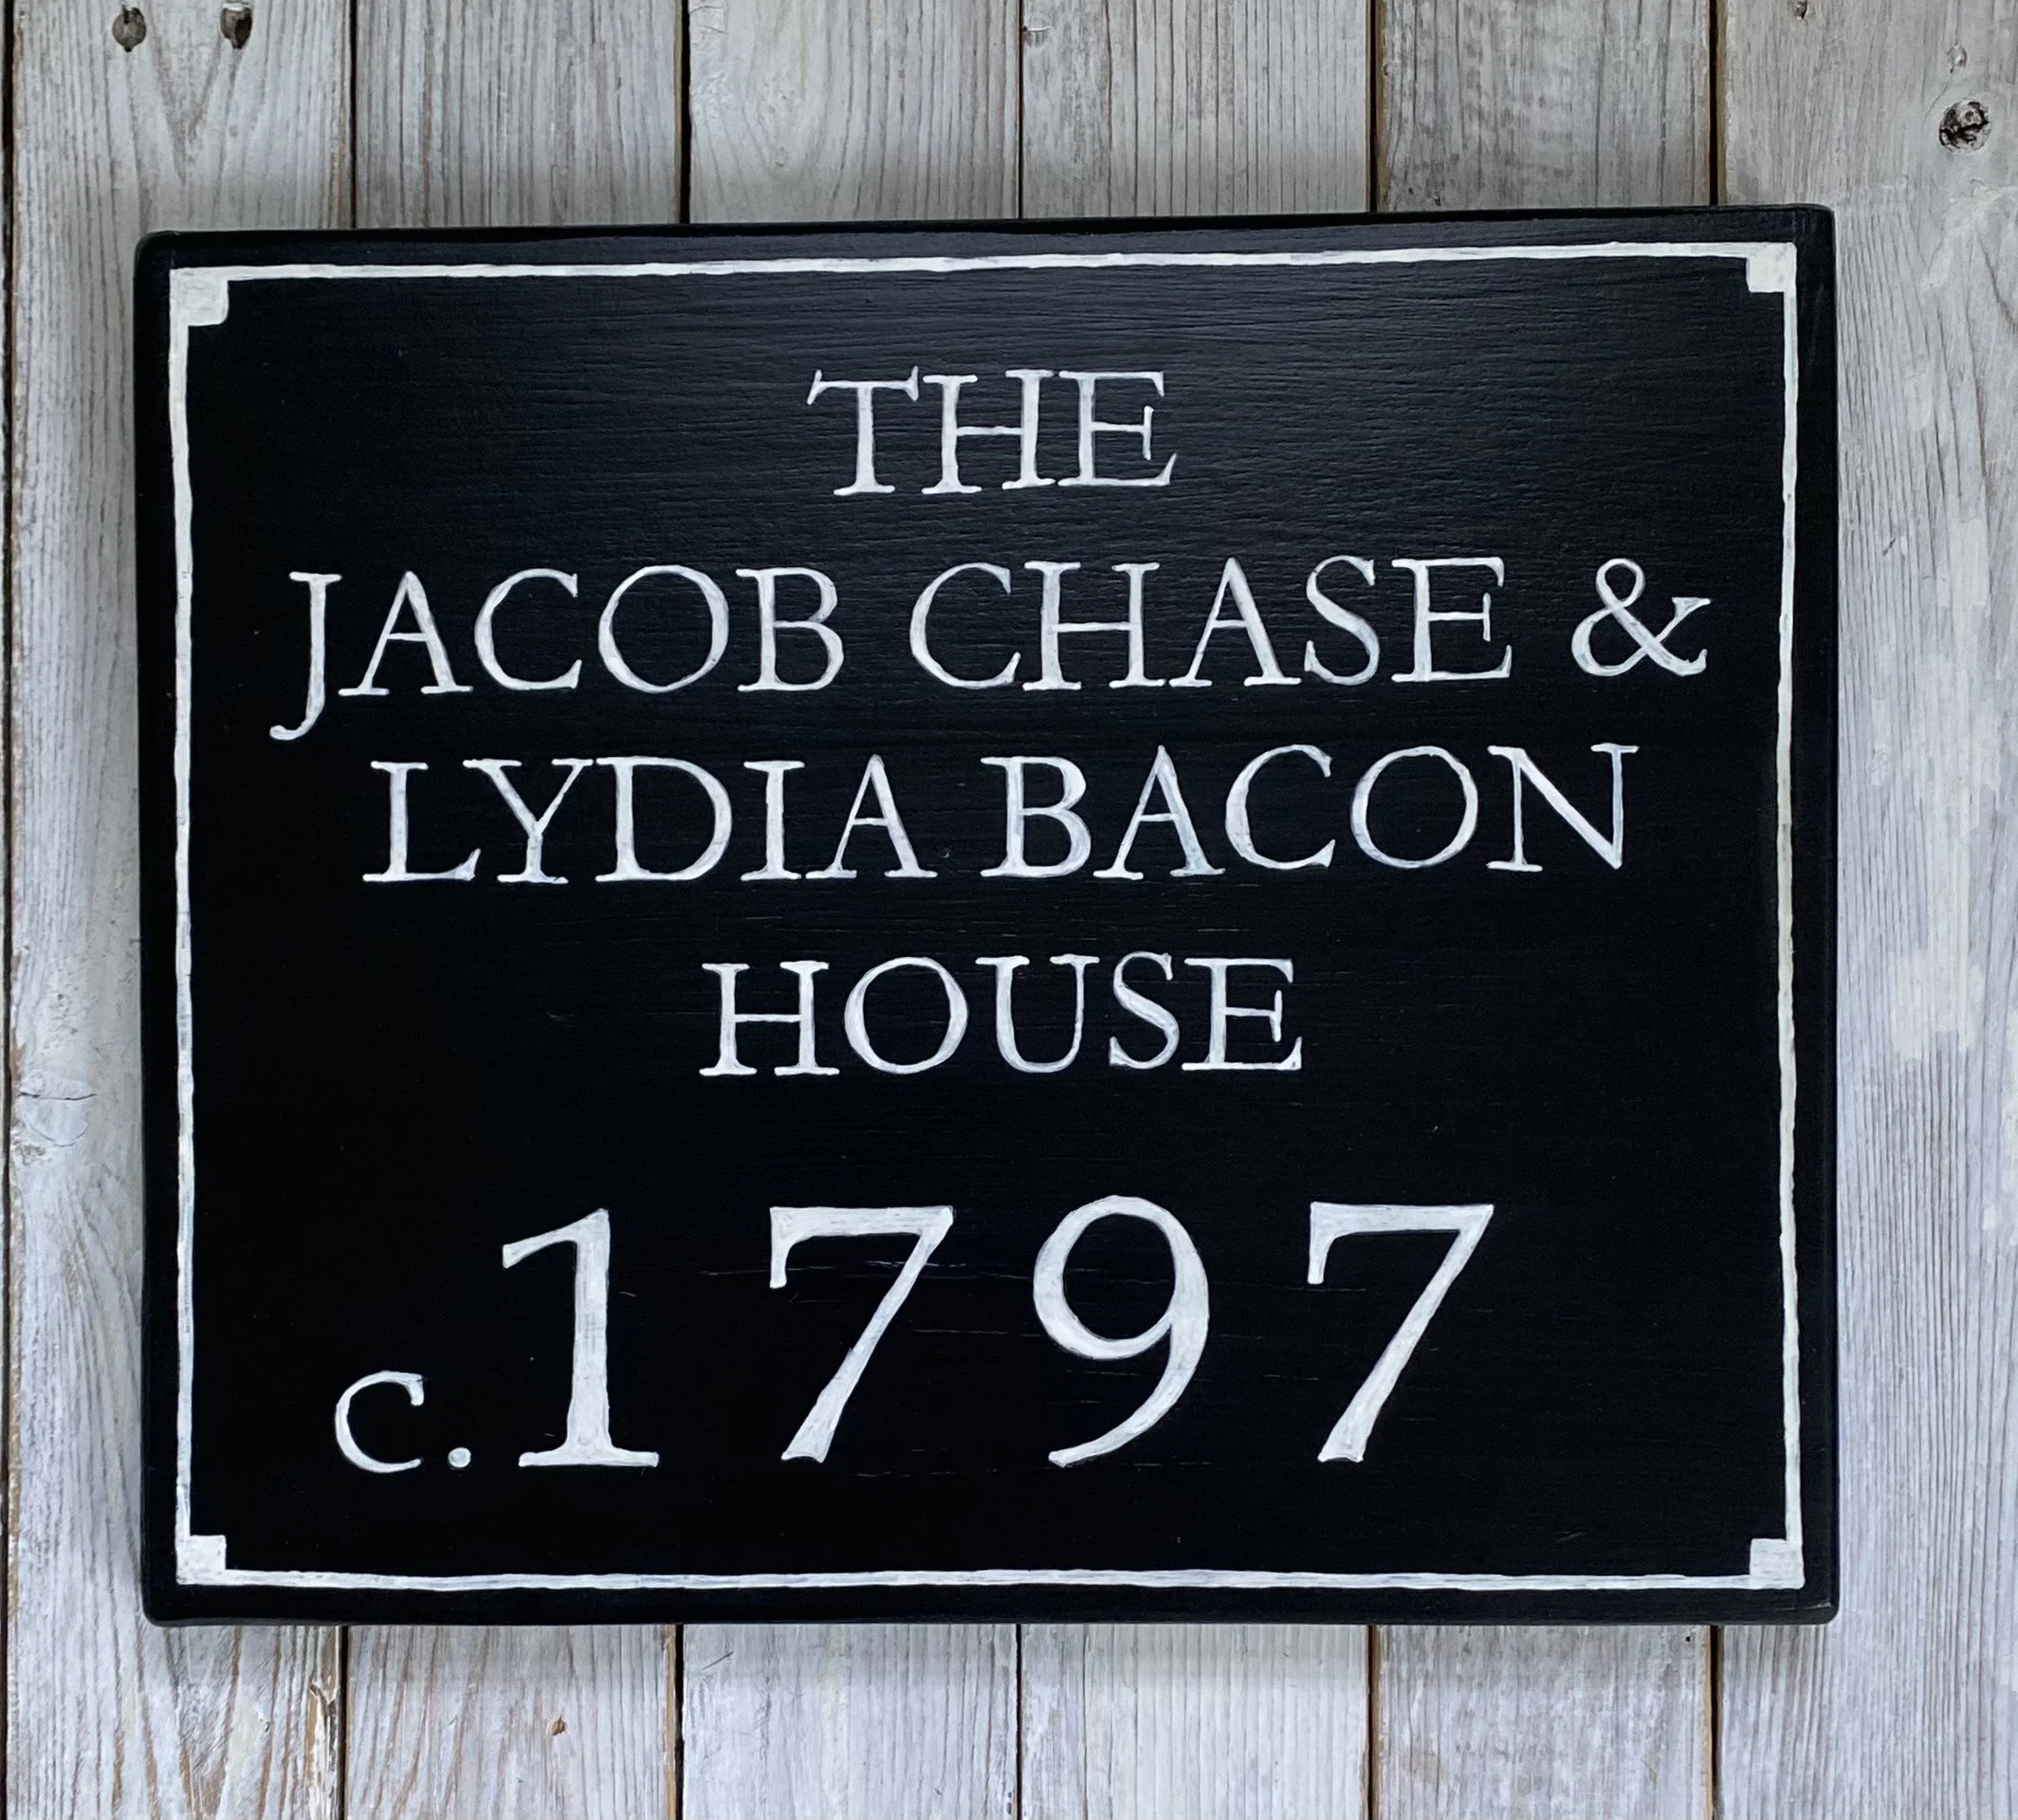 THE
JACOB CHASE &
LYDIA BACON
HOUSE
c.1797